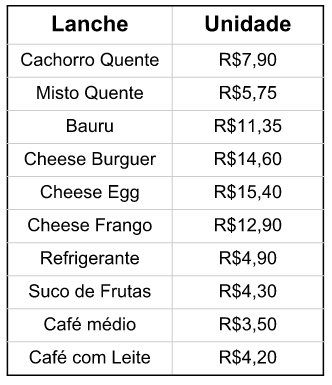 Lanche Unidade
Cachorro Quente R$7,90
Misto Quente R$5,75
Bauru R$11,35
Cheese Burguer R$14,60
Cheese Egg R$15,40
Cheese Frango R$12,90
Refrigerante R$4,90
Suco de Frutas R$4,30
Café médio R$3,50
Café com Leite R$4,20